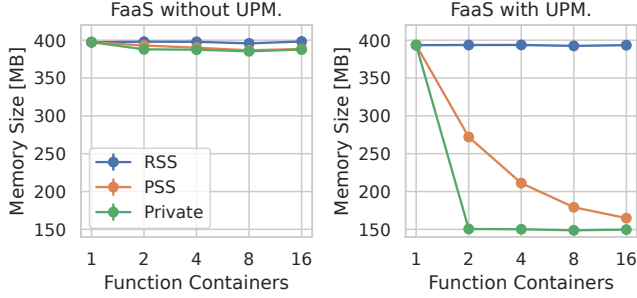 FaaS without UPM.
Memory Size [MB]
400
350
300
250
200
150
RSS
PSS
Private
1 2 4 8 16
Function Containers
FaaS with UPM.
Memory Size [MB]
400
350
300
250
200
150
1 2 4 8 16
Function Containers